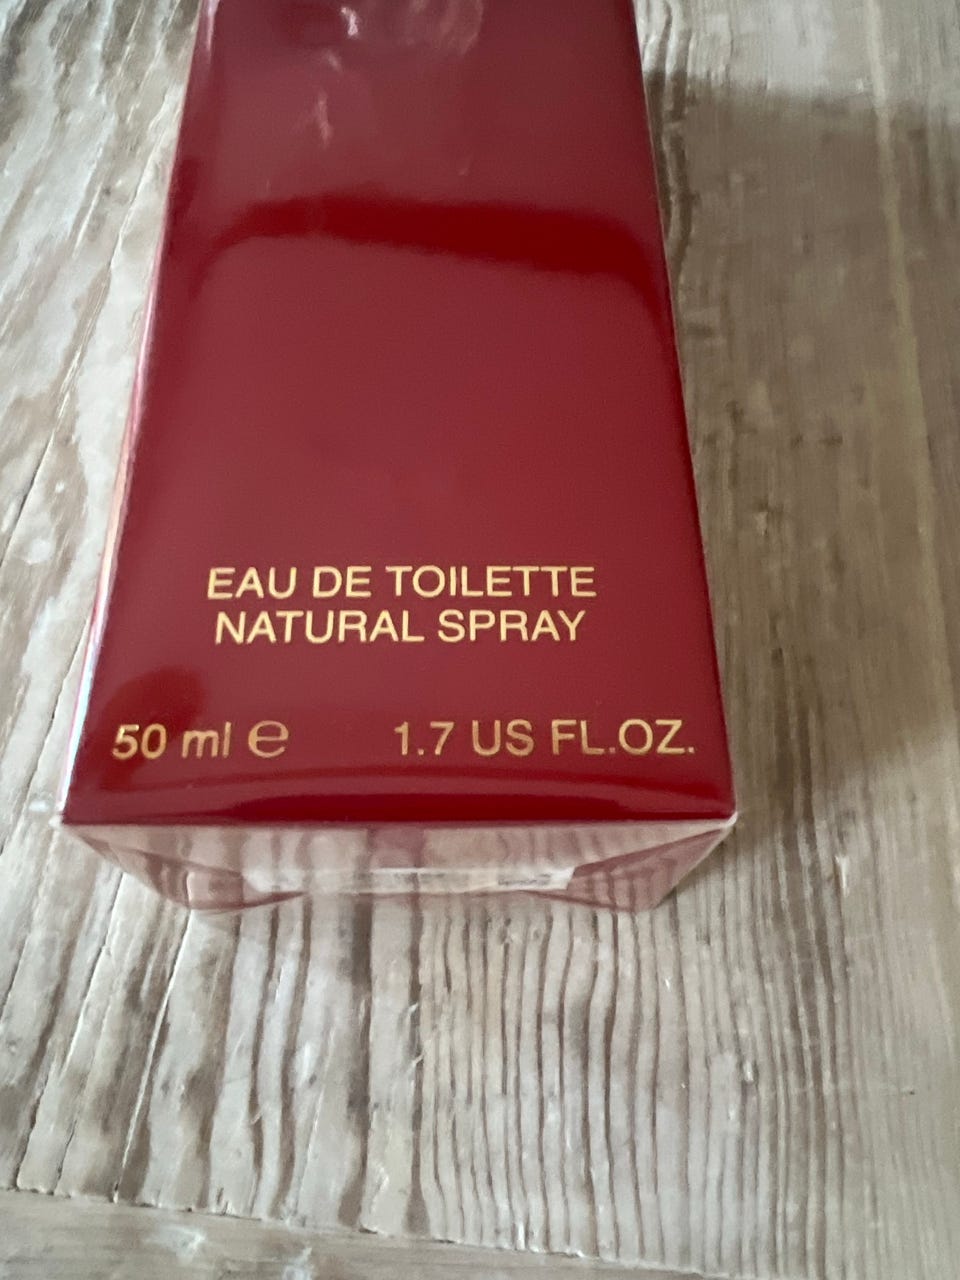 EAU DE TOILETTE
NATURAL SPRAY
50 ml ℮ 1.7 US FL.OZ.